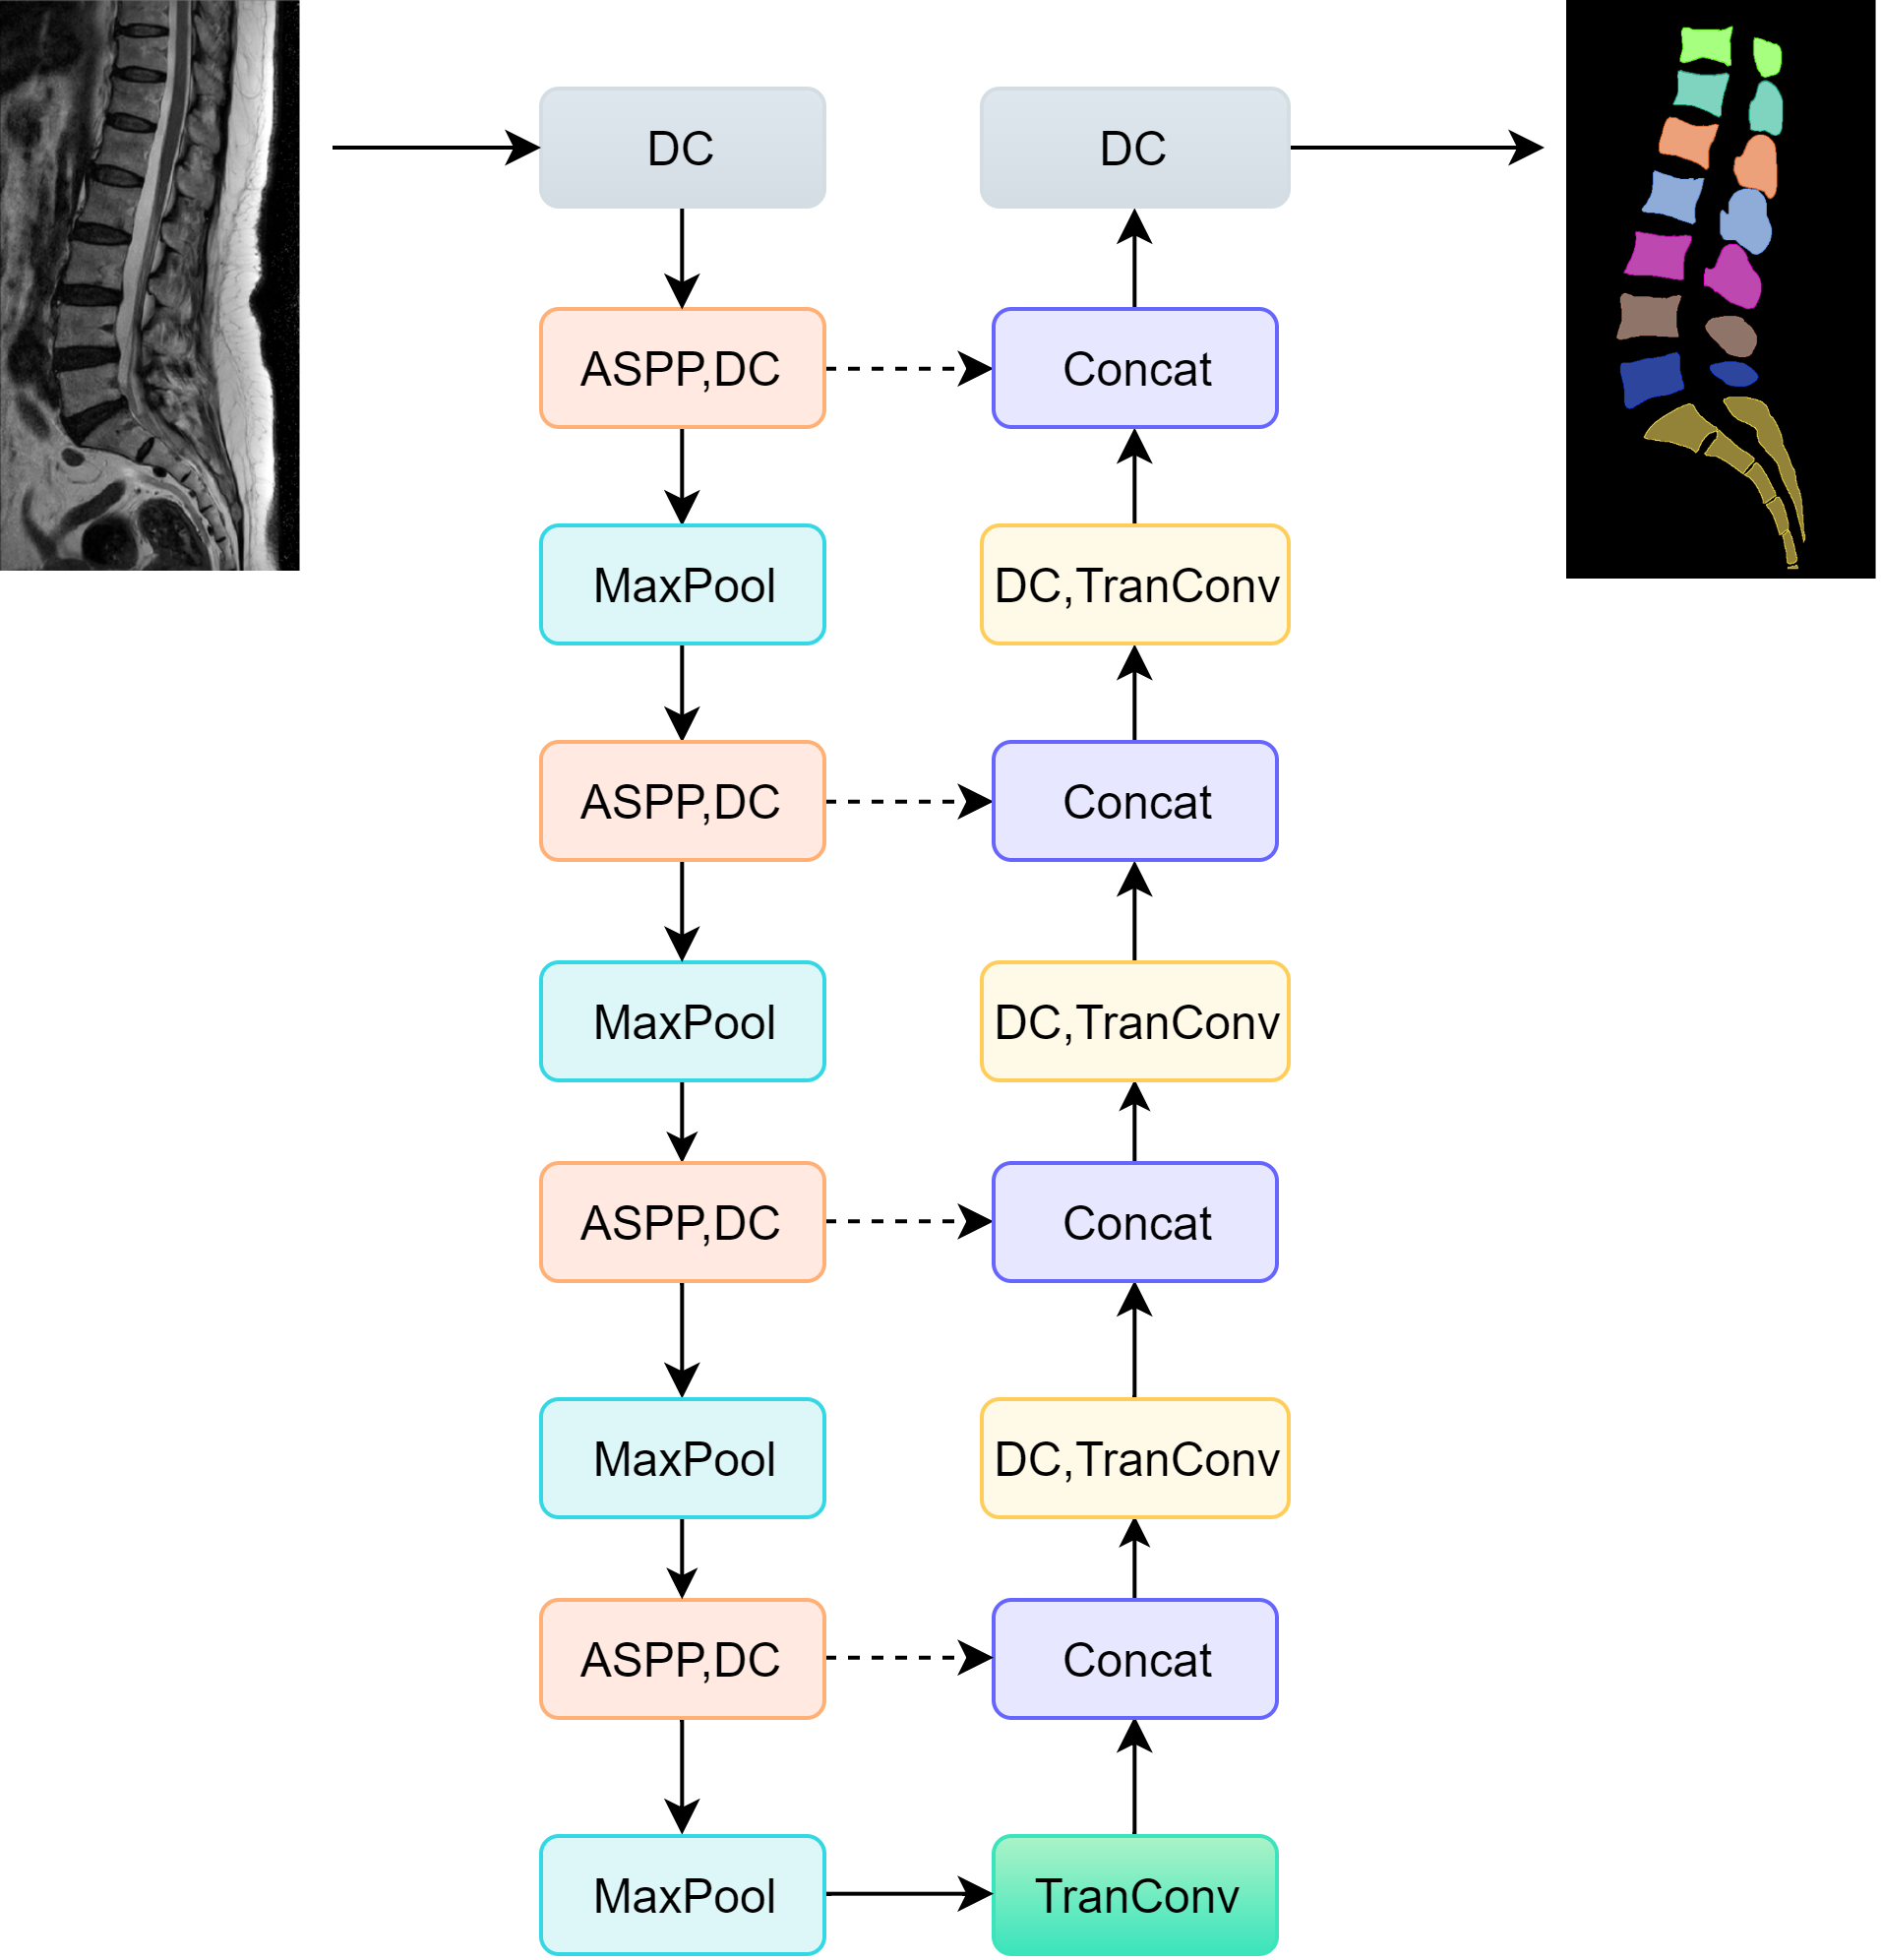 DC
DC
ASPP,DC
Concat
MaxPool
DC,TranConv
ASPP,DC
Concat
MaxPool
DC,TranConv
ASPP,DC
Concat
MaxPool
DC,TranConv
ASPP,DC
Concat
MaxPool
TranConv